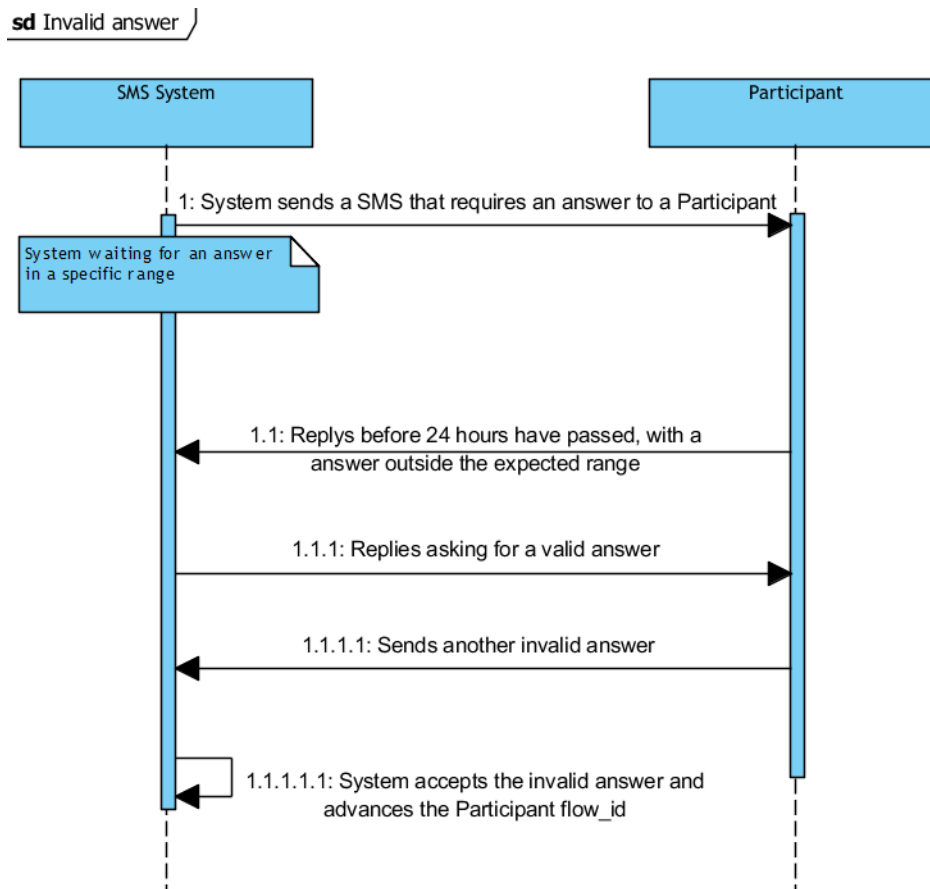 sd Invalid answer
SMS System
Participant
1: System sends a SMS that requires an answer to a Participant
System waiting for an answer
in a specific range
1.1: Replys before 24 hours have passed, with a
answer outside the expected range
1.1.1: Replies asking for a valid answer
1.1.1.1: Sends another invalid answer
1.1.1.1.1: System accepts the invalid answer and
advances the Participant flow_id